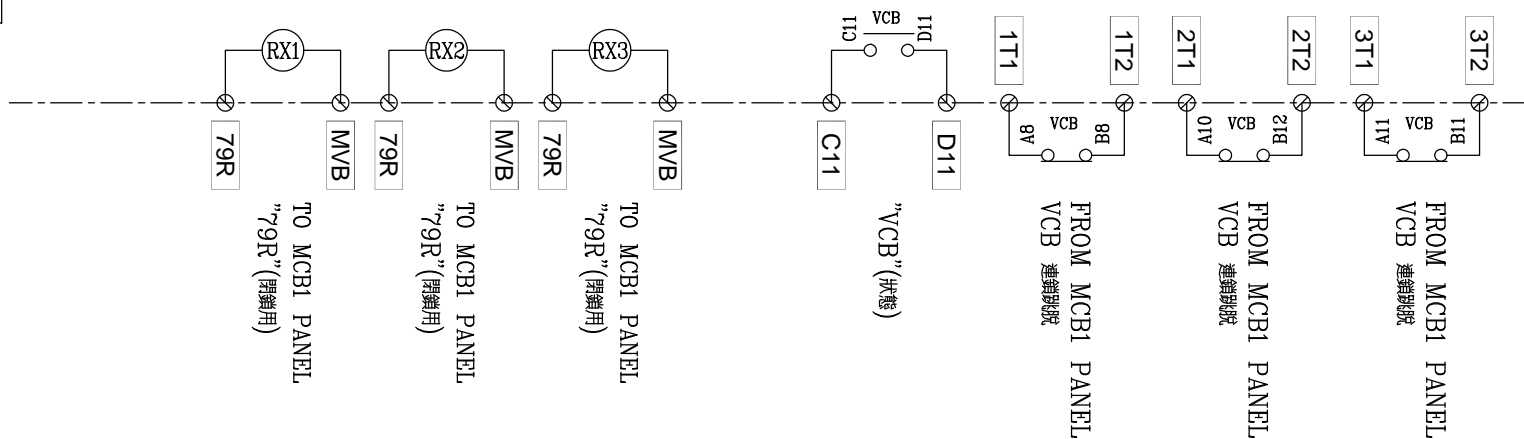 RX1
RX2
RX3
C11
VCB
D11
1T1
1T2
2T1
2T2
3T1
3T2
79R
MVB
79R
MVB
79R
MVB
C11
D11
A8
VCB
B8
A10
VCB
B12
A11
VCB
B11
TO MCB1 PANEL
"79R"(閉鎖用)
TO MCB1 PANEL
"79R"(閉鎖用)
TO MCB1 PANEL
"79R"(閉鎖用)
"VCB"(狀態)
FROM MCB1 PANEL
VCB 連鎖跳脫
FROM MCB1 PANEL
VCB 連鎖跳脫
FROM MCB1 PANEL
VCB 連鎖跳脫